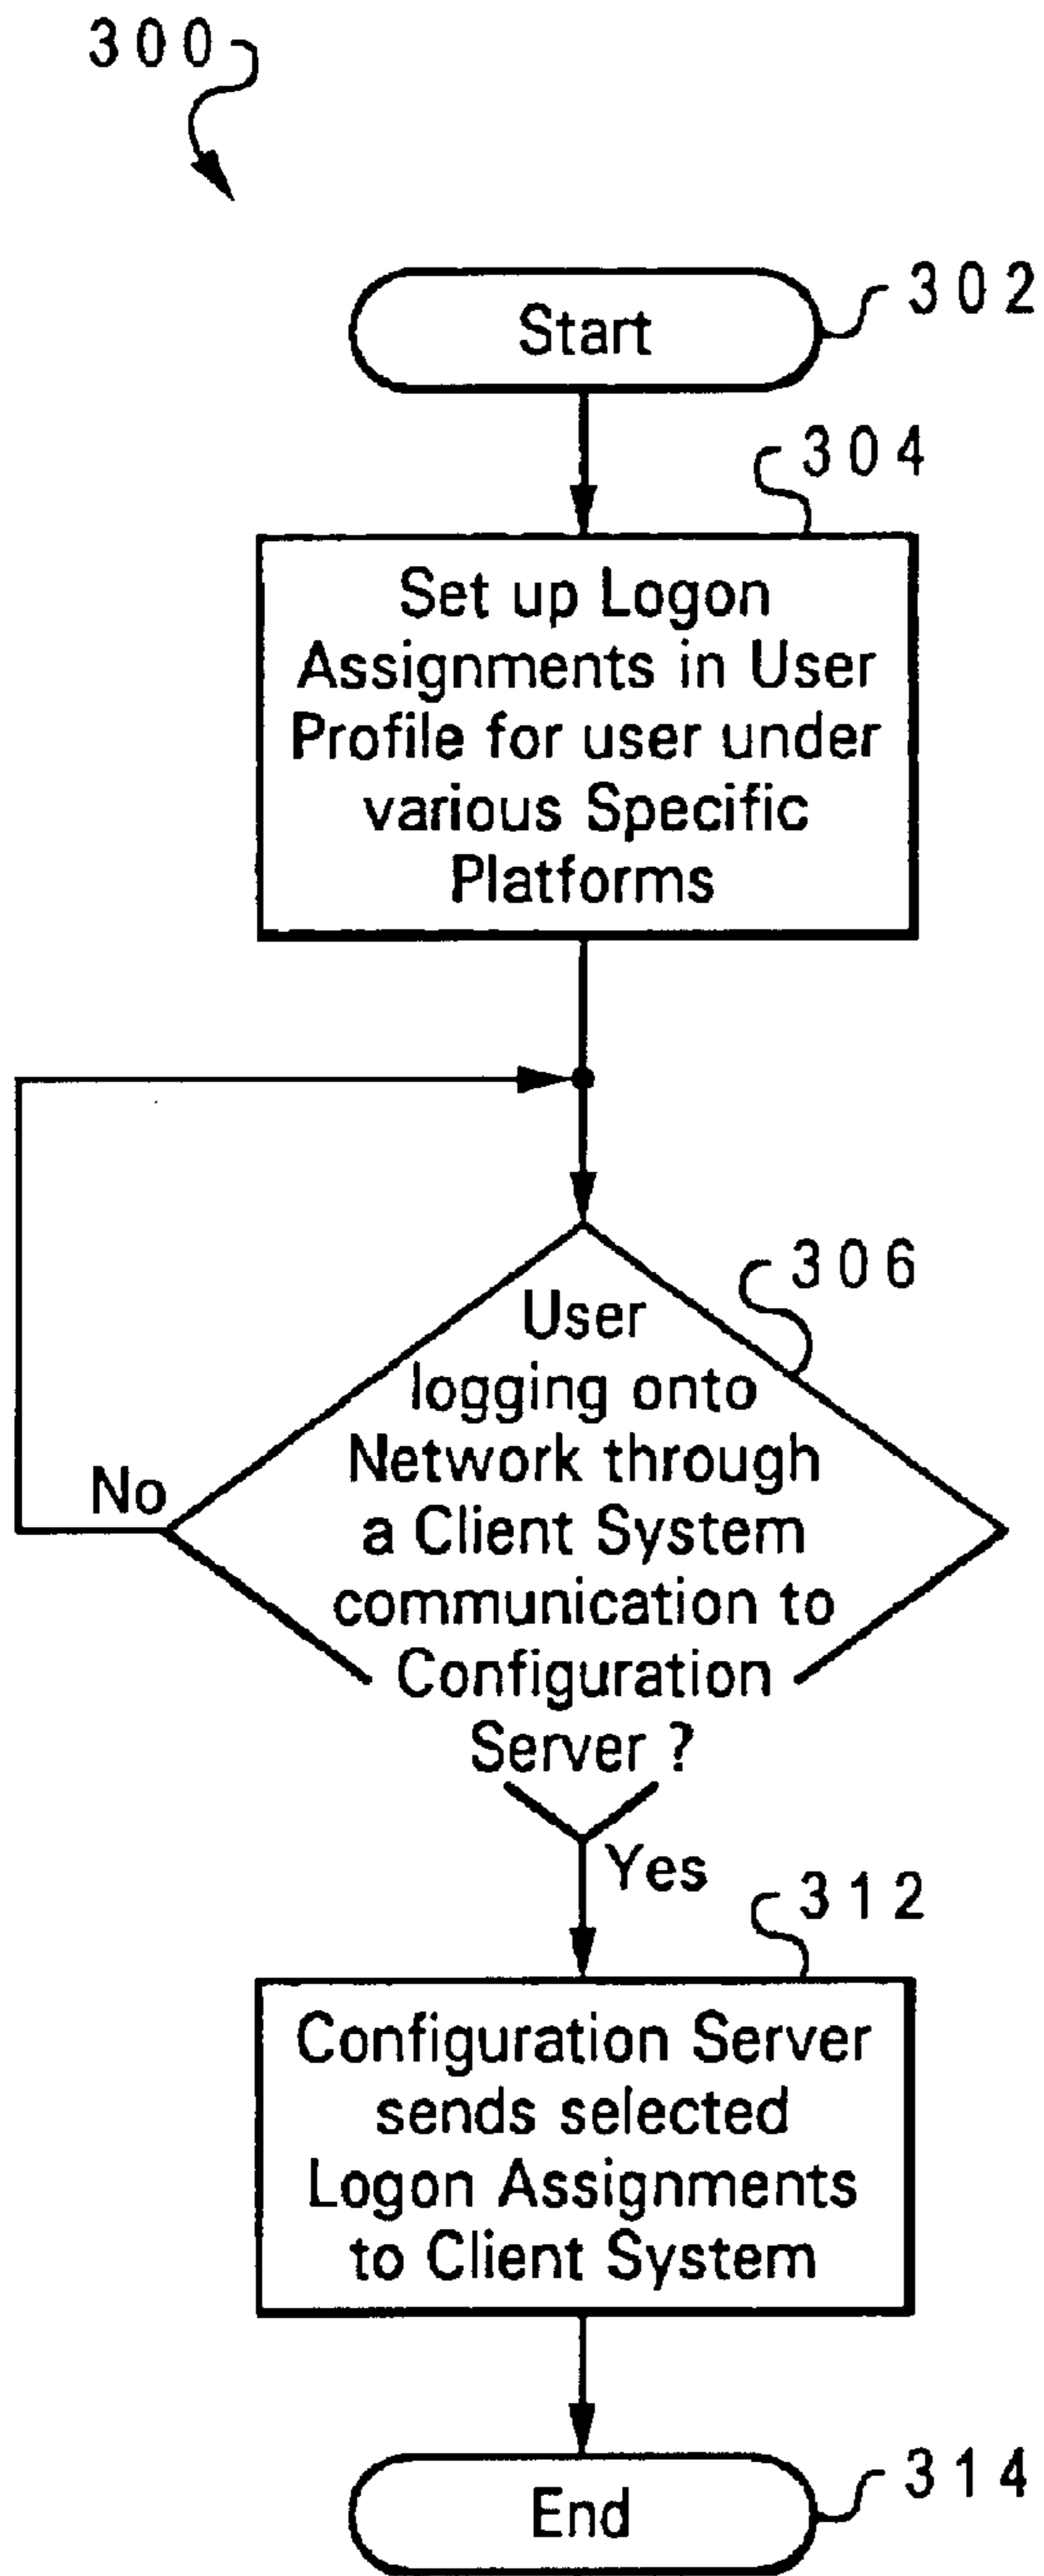 300
Start
302
304
Set up Logon
Assignments in User
Profile for user under
various Specific
Platforms
306
User
logging onto
Network through
a Client System
communication to
Configuration
Server ?
No
Yes
312
Configuration Server
sends selected
Logon Assignments
to Client System
End
314